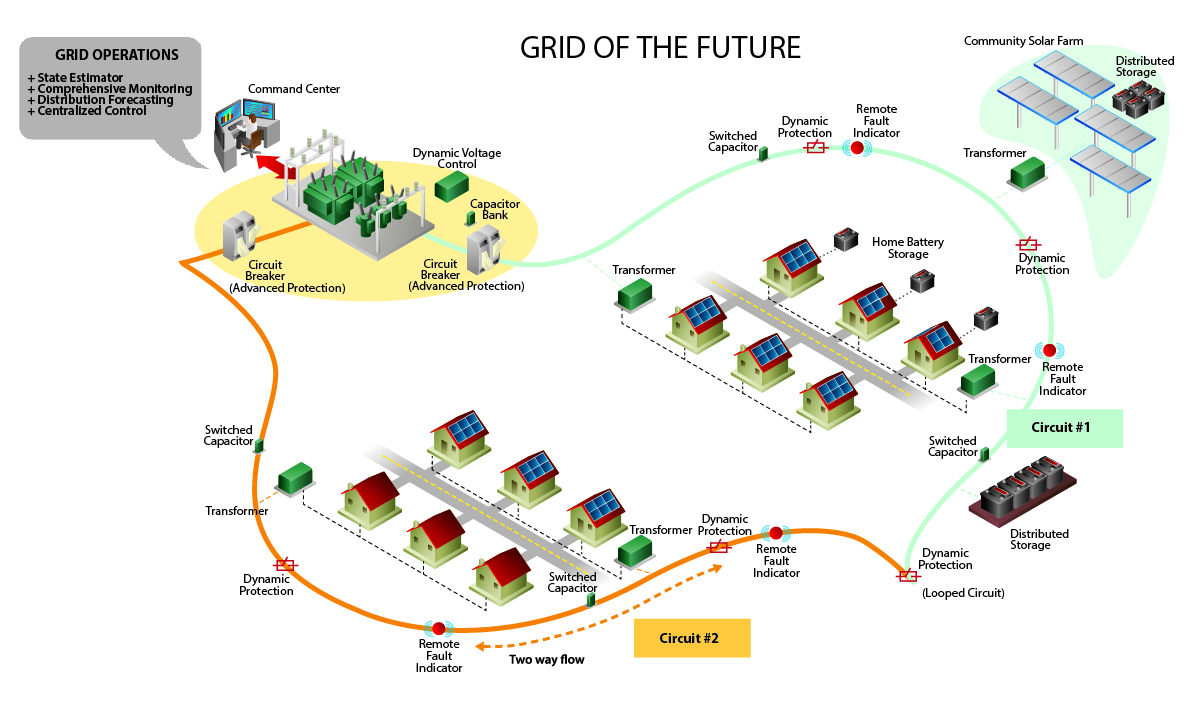 GRID OF THE FUTURE
GRID OPERATIONS
+ State Estimator
+ Comprehensive Monitoring
+ Distribution Forecasting
+ Centralized Control
Command Center
Dynamic Voltage
Control
Capacitor
Bank
Circuit
Breaker
(Advanced Protection)
Circuit
Breaker
(Advanced Protection)
Switched
Capacitor
Dynamic
Protection
Remote
Fault
Indicator
Community Solar Farm
Distributed
Storage
Transformer
Dynamic
Protection
Transformer
Home Battery
Storage
Transformer
Remote
Fault
Indicator
Circuit #1
Switched
Capacitor
Distributed
Storage
Dynamic
Protection
(Looped Circuit)
Switched
Capacitor
Transformer
Dynamic
Protection
Remote
Fault
Indicator
Switched
Capacitor
Transformer
Dynamic
Protection
Remote
Fault
Indicator
Two way flow
Circuit #2